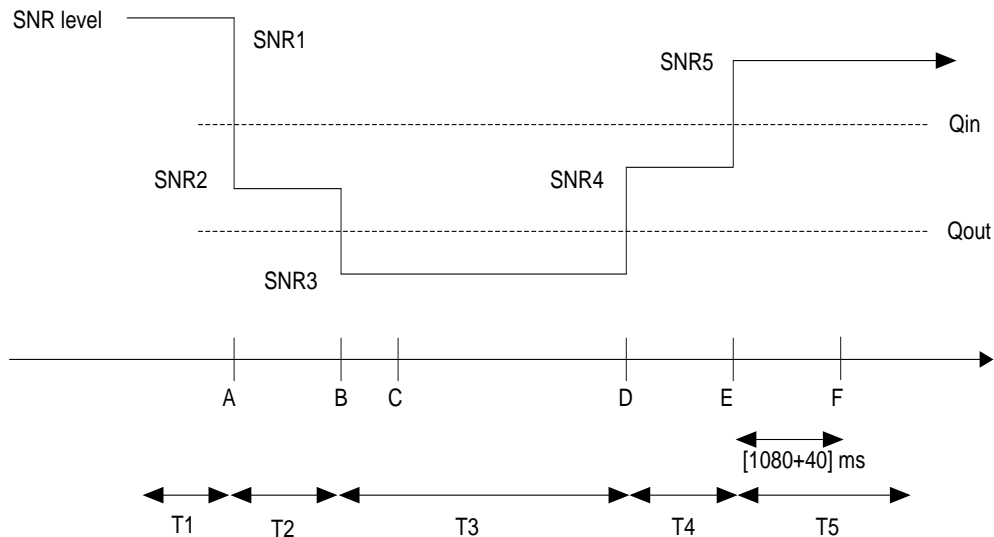 SNR level
SNR1
SNR5
Qin
SNR2
SNR4
Qout
SNR3
A B C D E F
[1080+40] ms
T1 T2 T3 T4 T5